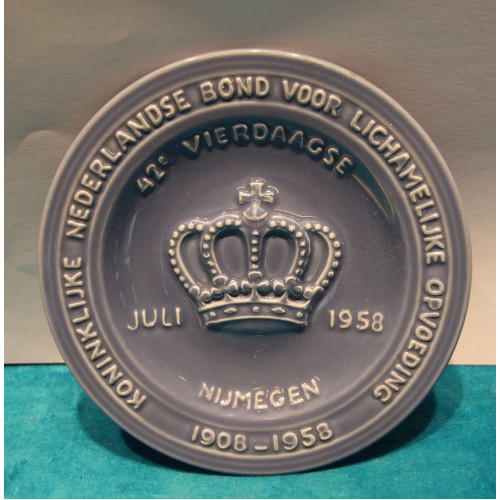 KONINKLIJKE NEDERLANDSE BOND VOOR LICHAMELIJKE OPVOEDING
42e VIERDAAGSE
JULI 1958
NIJMEGEN
1908-1958